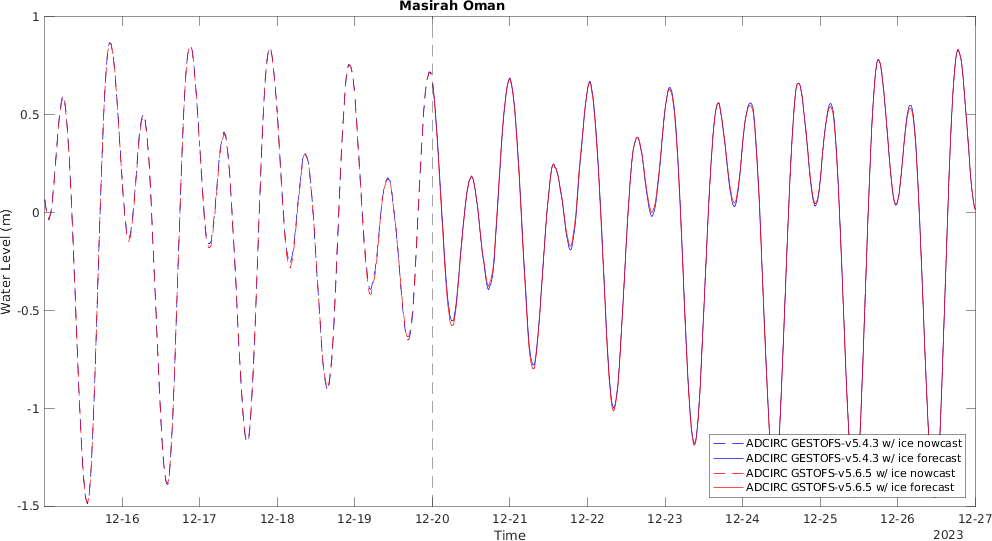 Masirah Oman
1
0.5
0
-0.5
-1
-1.5
Water Level (m)
ADCIRC GESTOFS-v5.4.3 w/ ice nowcast
ADCIRC GESTOFS-v5.4.3 w/ ice forecast
ADCIRC GSTOFS-v5.6.5 w/ ice nowcast
ADCIRC GSTOFS-v5.6.5 w/ ice forecast
12-16 12-17 12-18 12-19 12-20 12-21 12-22 12-23 12-24 12-25 12-26 12-27
Time
2023